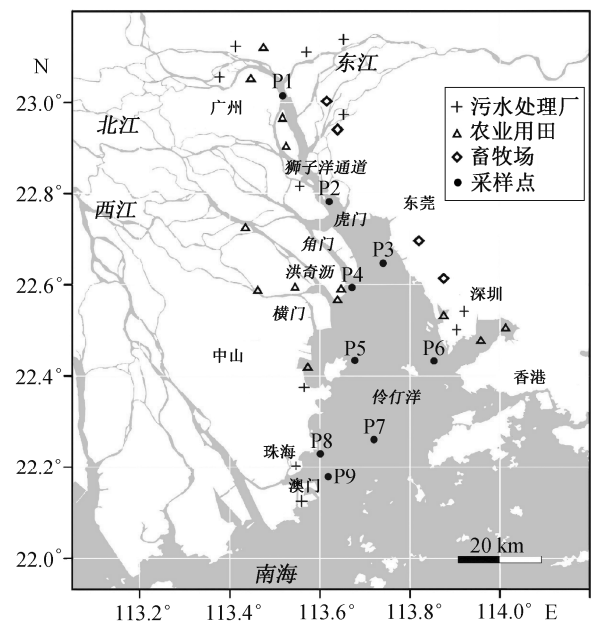 N
23.0°
22.8°
22.6°
22.4°
22.2°
22.0°
东江
P1
广州
北江
狮子洋通道
P2
东莞
西江
虎门
角门
P3
洪奇沥
P4
深圳
横门
P5
P6
中山
香港
伶仃洋
P7
P8
珠海
P9
澳门
南海
污水处理厂
农业用田
畜牧场
采样点
20 km
113.2°
113.4°
113.6°
113.8°
114.0°
E